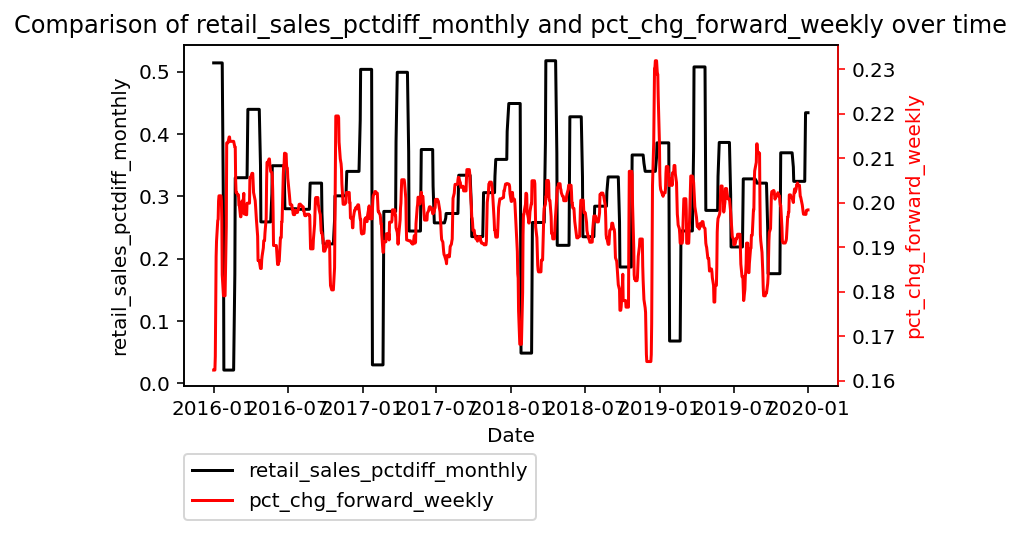 Comparison of retail_sales_pctdiff_monthly and pct_chg_forward_weekly over time
retail_sales_pctdiff_monthly
0.5
0.4
0.3
0.2
0.1
0.0
0.23
0.22
0.21
0.20
0.19
0.18
0.17
0.16
pct_chg_forward_weekly
2016-01 2016-07 2017-01 2017-07 2018-01 2018-07 2019-01 2019-07 2020-01
Date
retail_sales_pctdiff_monthly
pct_chg_forward_weekly